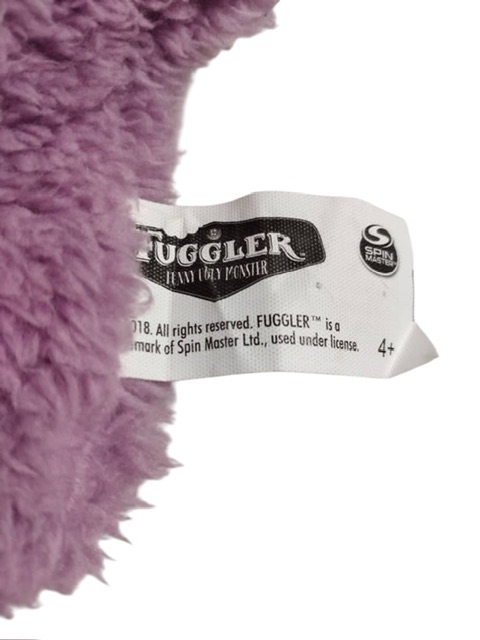 FUGGLER
FUNNY UGLY MONSTER
SPIN
MASTER
018. All rights reserved. FUGGLER™ is a
mark of Spin Master Ltd., used under license.
4+